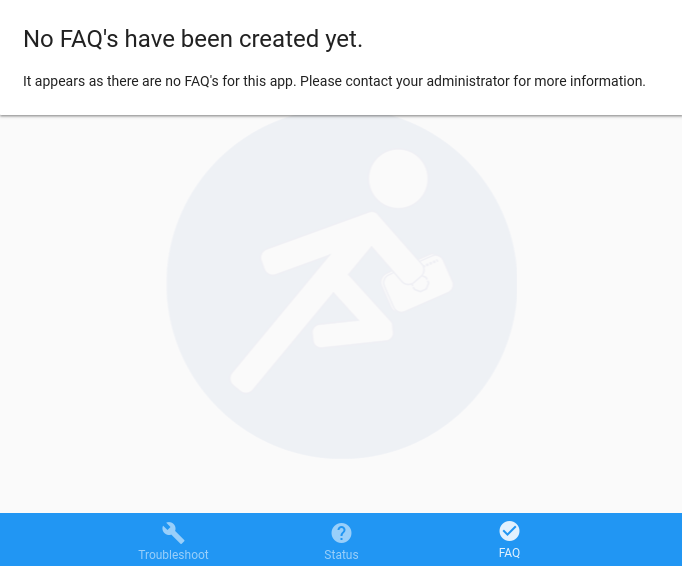 No FAQ's have been created yet.
It appears as there are no FAQ's for this app. Please contact your administrator for more information.
Troubleshoot
Status
FAQ